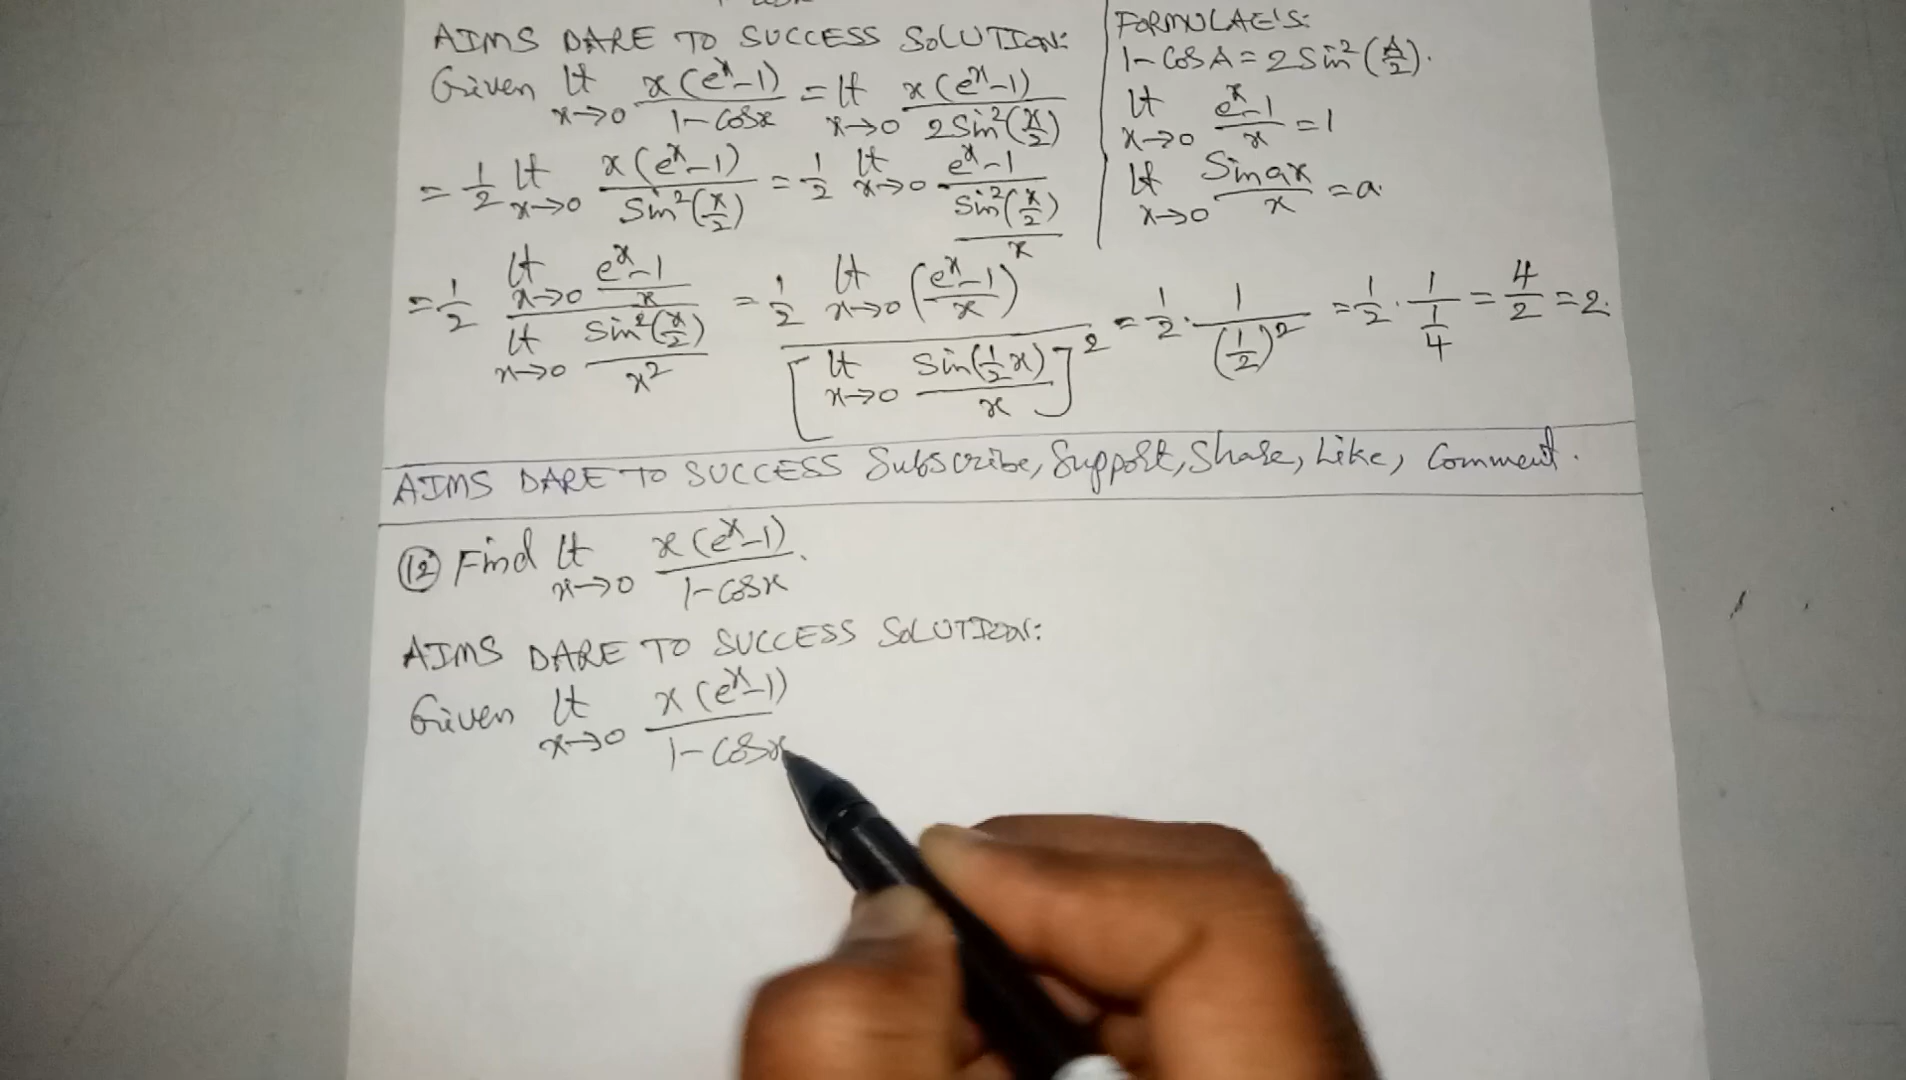 AIMS DARE TO SUCCESS SOLUTION:
Given lt x→0 x(e^x-1)/(1-cosx) = lt x→0 x(e^x-1)/(2Sin²(x/2))
= 1/2 lt x→0 x(e^x-1)/(Sin²(x/2)) = 1/2 lt x→0 (e^x-1)/((Sin²(x/2))/x)
= 1/2 (lt x→0 (e^x-1)/x)/(lt x→0 (Sin²(x/2))/x²) = 1/2 (lt x→0 ((e^x-1)/x))/([lt x→0 (Sin(1/2 x))/x]²) = 1/2 · 1/((1/2)²) = 1/2 · 1/(1/4) = 4/2 = 2.
FORMULAE'S:
1-CosA = 2Sin²(A/2).
lt x→0 (e^x-1)/x = 1
lt x→0 (Sinax)/x = a.
AIMS DARE TO SUCCESS Subscribe, Support, Share, Like, Comment.
(12) Find lt x→0 x(e^x-1)/(1-cosx).
AIMS DARE TO SUCCESS SOLUTION:
Given lt x→0 x(e^x-1)/(1-cosx